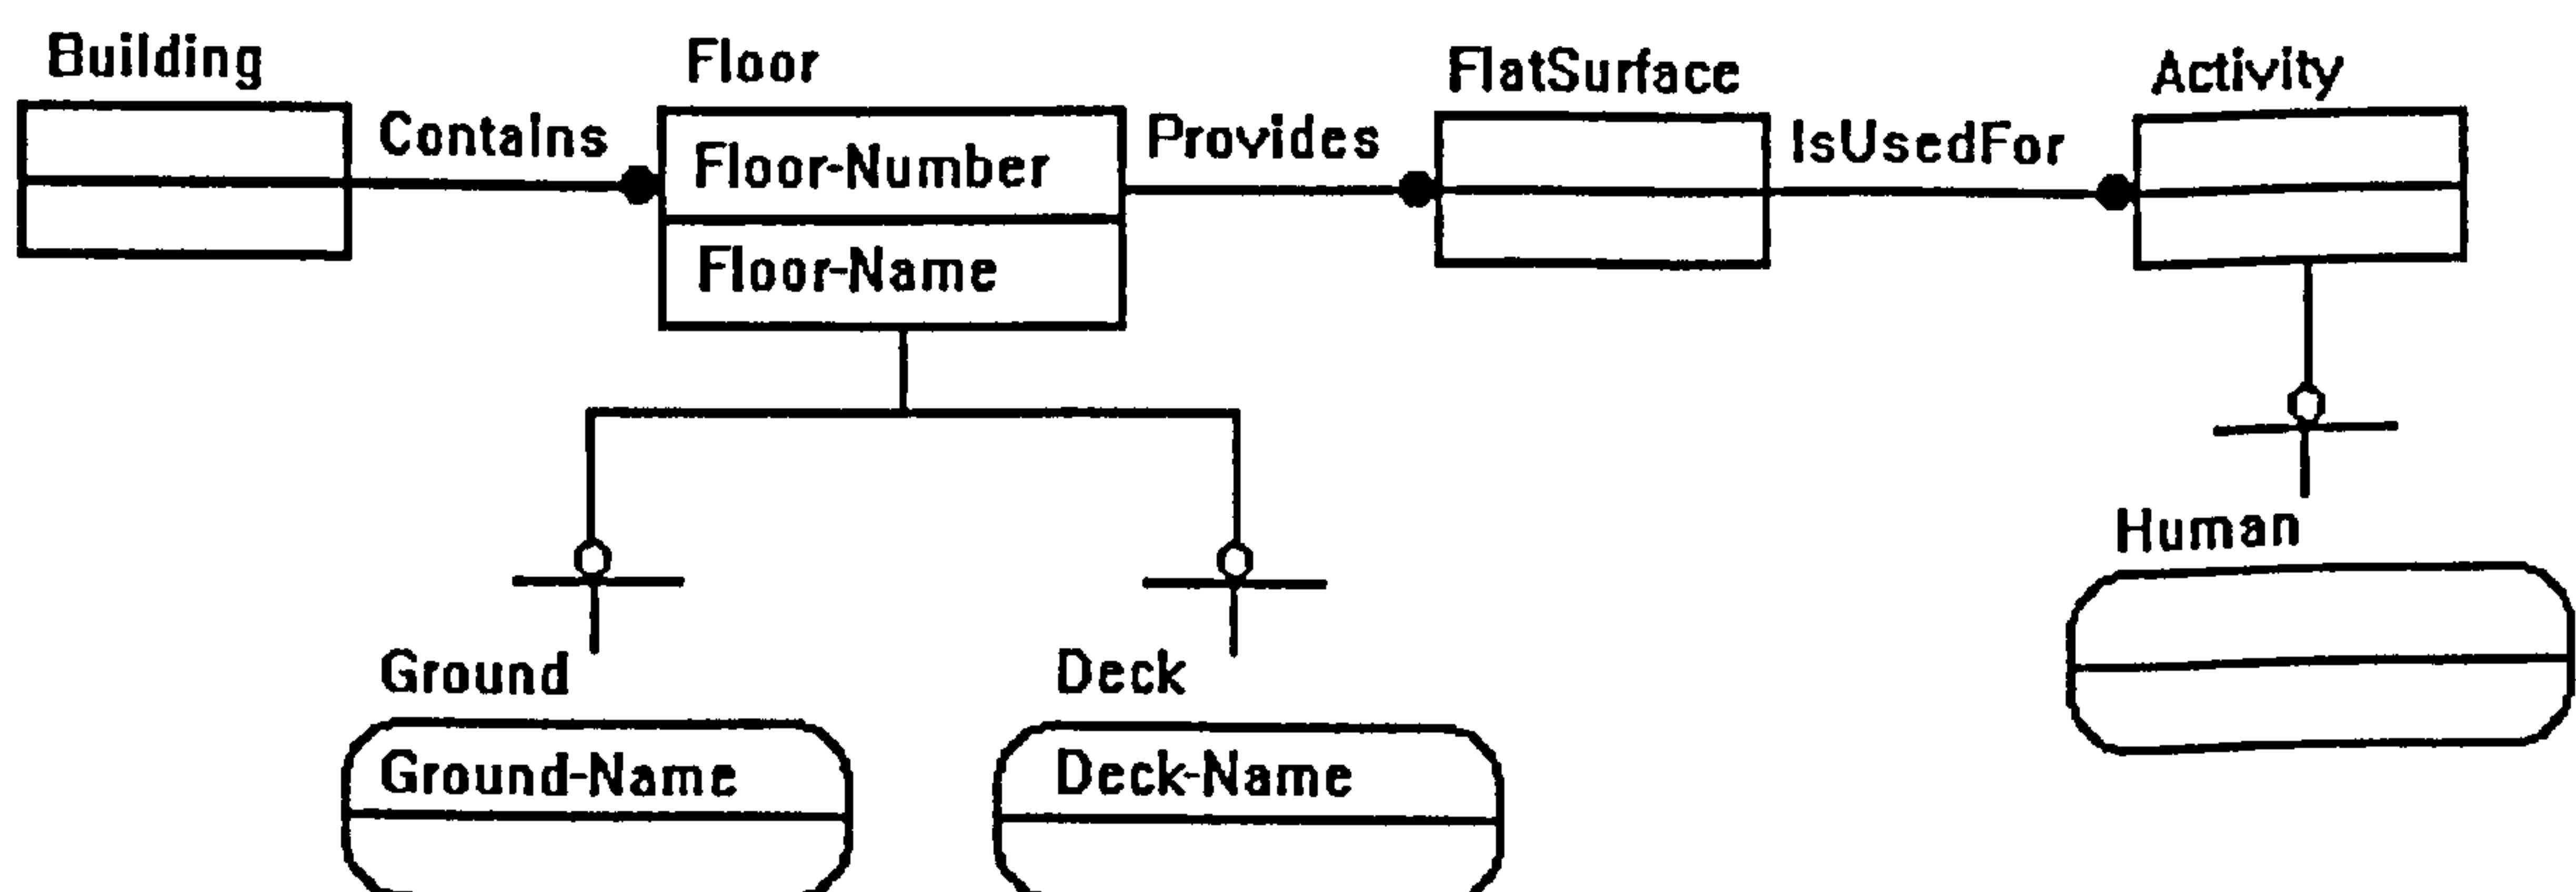 Building
Floor
FlatSurface
Activity
Contains
Floor-Number
Provides
IsUsedFor
Floor-Name
Human
Ground
Deck
Ground-Name
Deck-Name